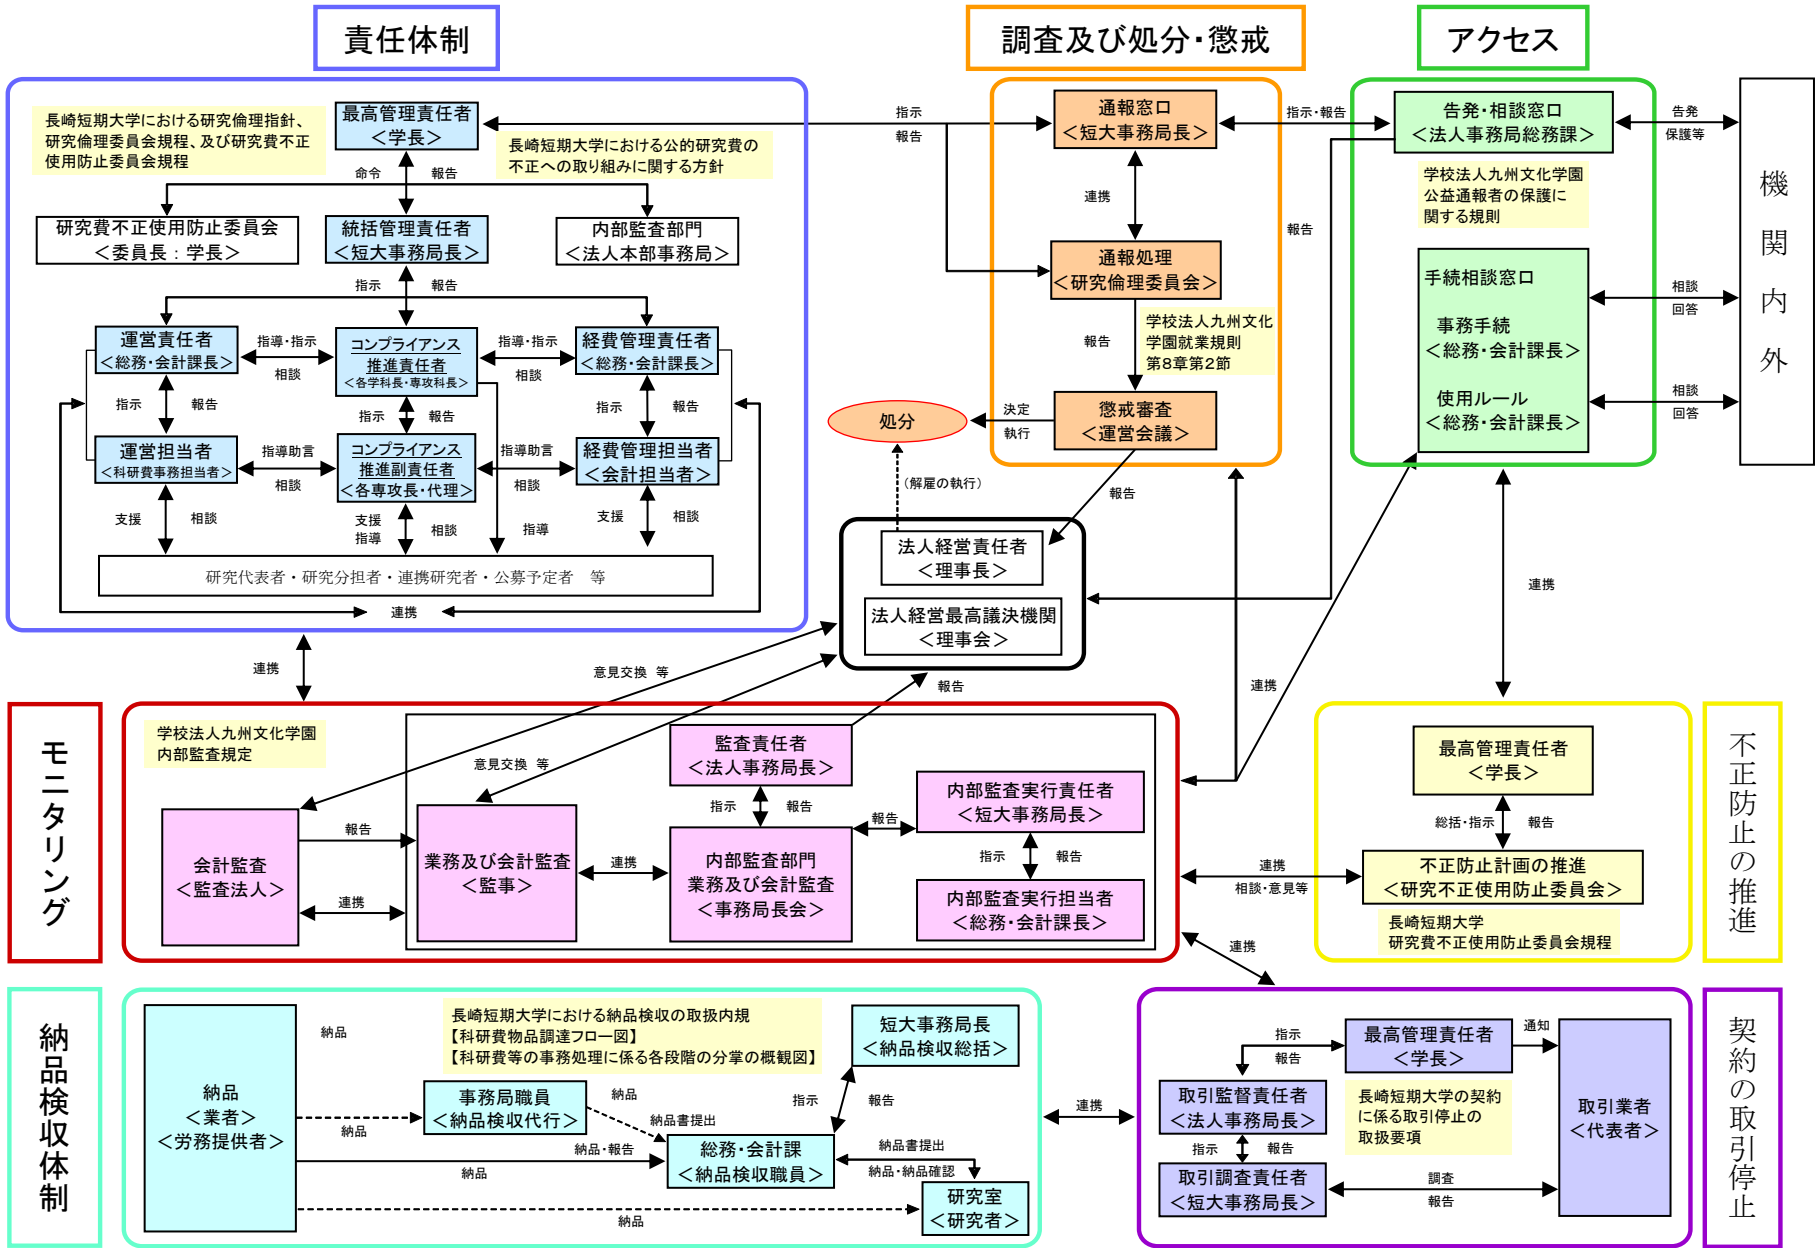 責任体制
調査及び処分・懲戒
アクセス
長崎短期大学における研究倫理指針、
研究倫理委員会規程、及び研究費不正
使用防止委員会規程
最高管理責任者
＜学長＞
長崎短期大学における公的研究費の
不正への取り組みに関する方針
命令
報告
研究費不正使用防止委員会
＜委員長：学長＞
統括管理責任者
＜短大事務局長＞
内部監査部門
＜法人本部事務局＞
指示
報告
運営責任者
＜総務・会計課長＞
指導・指示
相談
コンプライアンス
推進責任者
＜各学科長・専攻科長＞
指導・指示
相談
経費管理責任者
＜総務・会計課長＞
指示
報告
指示
報告
指示
報告
運営担当者
＜科研費事務担当者＞
指導助言
相談
コンプライアンス
推進副責任者
＜各専攻長・代理＞
指導助言
相談
経費管理担当者
＜会計担当者＞
支援
相談
支援
指導
相談
指導
支援
相談
研究代表者・研究分担者・連携研究者・公募予定者　等
連携
指示
報告
通報窓口
＜短大事務局長＞
指示・報告
連携
報告
通報処理
＜研究倫理委員会＞
報告
学校法人九州文化
学園就業規則
第8章第2節
懲戒審査
＜運営会議＞
決定
執行
処分
（解雇の執行）
報告
法人経営責任者
＜理事長＞
法人経営最高議決機関
＜理事会＞
告発・相談窓口
＜法人事務局総務課＞
告発
保護等
学校法人九州文化学園
公益通報者の保護に
関する規則
手続相談窓口
事務手続
＜総務・会計課長＞
使用ルール
＜総務・会計課長＞
相談
回答
相談
回答
機関内外
連携
連携
連携
意見交換　等
報告
意見交換　等
モニタリング
学校法人九州文化学園
内部監査規定
会計監査
＜監査法人＞
報告
連携
業務及び会計監査
＜監事＞
連携
監査責任者
＜法人事務局長＞
指示
報告
内部監査部門
業務及び会計監査
＜事務局長会＞
報告
内部監査実行責任者
＜短大事務局長＞
指示
報告
内部監査実行担当者
＜総務・会計課長＞
連携
相談・意見等
不正防止の推進
最高管理責任者
＜学長＞
総括・指示
報告
不正防止計画の推進
＜研究不正使用防止委員会＞
長崎短期大学
研究費不正使用防止委員会規程
連携
納品検収体制
納品
＜業者＞
＜労務提供者＞
納品
長崎短期大学における納品検収の取扱内規
【科研費物品調達フロー図】
【科研費等の事務処理に係る各段階の分掌の概観図】
短大事務局長
＜納品検収総括＞
事務局職員
＜納品検収代行＞
納品
納品
納品書提出
指示
報告
納品・報告
納品
総務・会計課
＜納品検収職員＞
納品書提出
納品・納品確認
研究室
＜研究者＞
納品
連携
契約の取引停止
指示
報告
最高管理責任者
＜学長＞
通知
取引監督責任者
＜法人事務局長＞
長崎短期大学の契約
に係る取引停止の
取扱要項
指示
報告
取引調査責任者
＜短大事務局長＞
調査
報告
取引業者
＜代表者＞